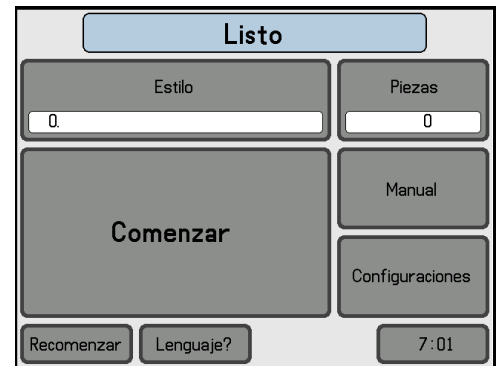 Listo
Estilo
Piezas
0.
0
Comenzar
Manual
Configuraciones
Recomenzar
Lenguaje?
7:01